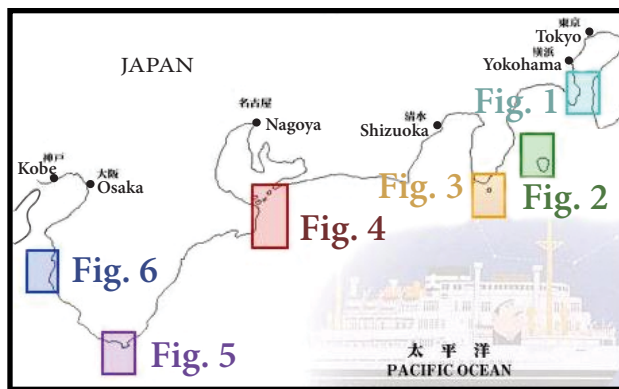 東京
Tokyo
横浜
Yokohama
JAPAN
Fig. 1
名古屋
Nagoya
清水
Shizuoka
神戸
Kobe
大阪
Osaka
Fig. 3
Fig. 2
Fig. 4
Fig. 6
Fig. 5
太平洋
PACIFIC OCEAN